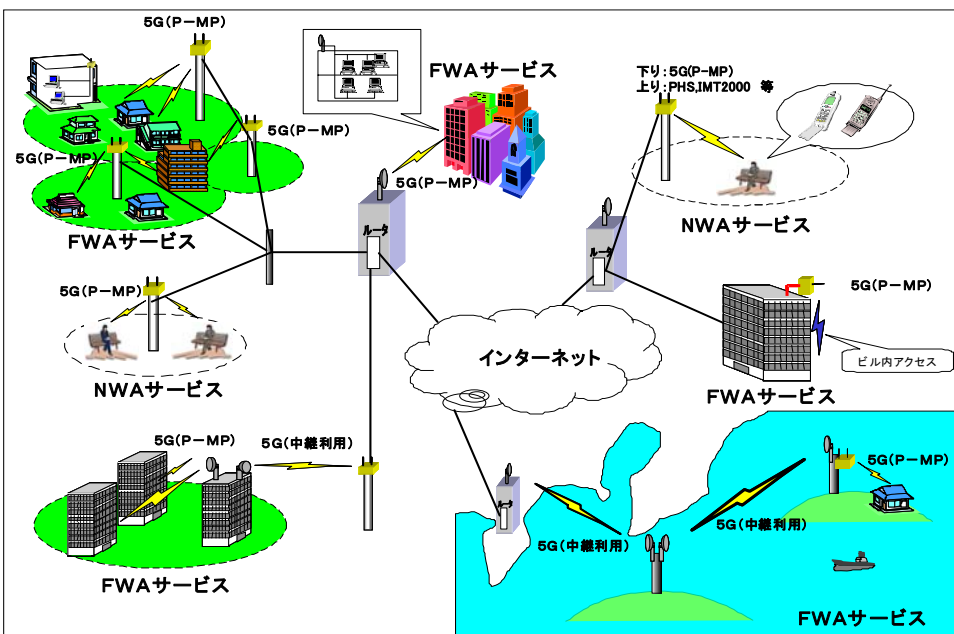 5G(P-MP)
5G(P-MP)
5G(P-MP)
FWAサービス
FWAサービス
5G(P-MP)
ルータ
下り:5G(P-MP)
上り:PHS,IMT2000 等
NWAサービス
ルータ
5G(P-MP)
ビル内アクセス
FWAサービス
5G(P-MP)
NWAサービス
インターネット
5G(P-MP)
5G(中継利用)
FWAサービス
5G(中継利用)
5G(中継利用)
5G(P-MP)
FWAサービス